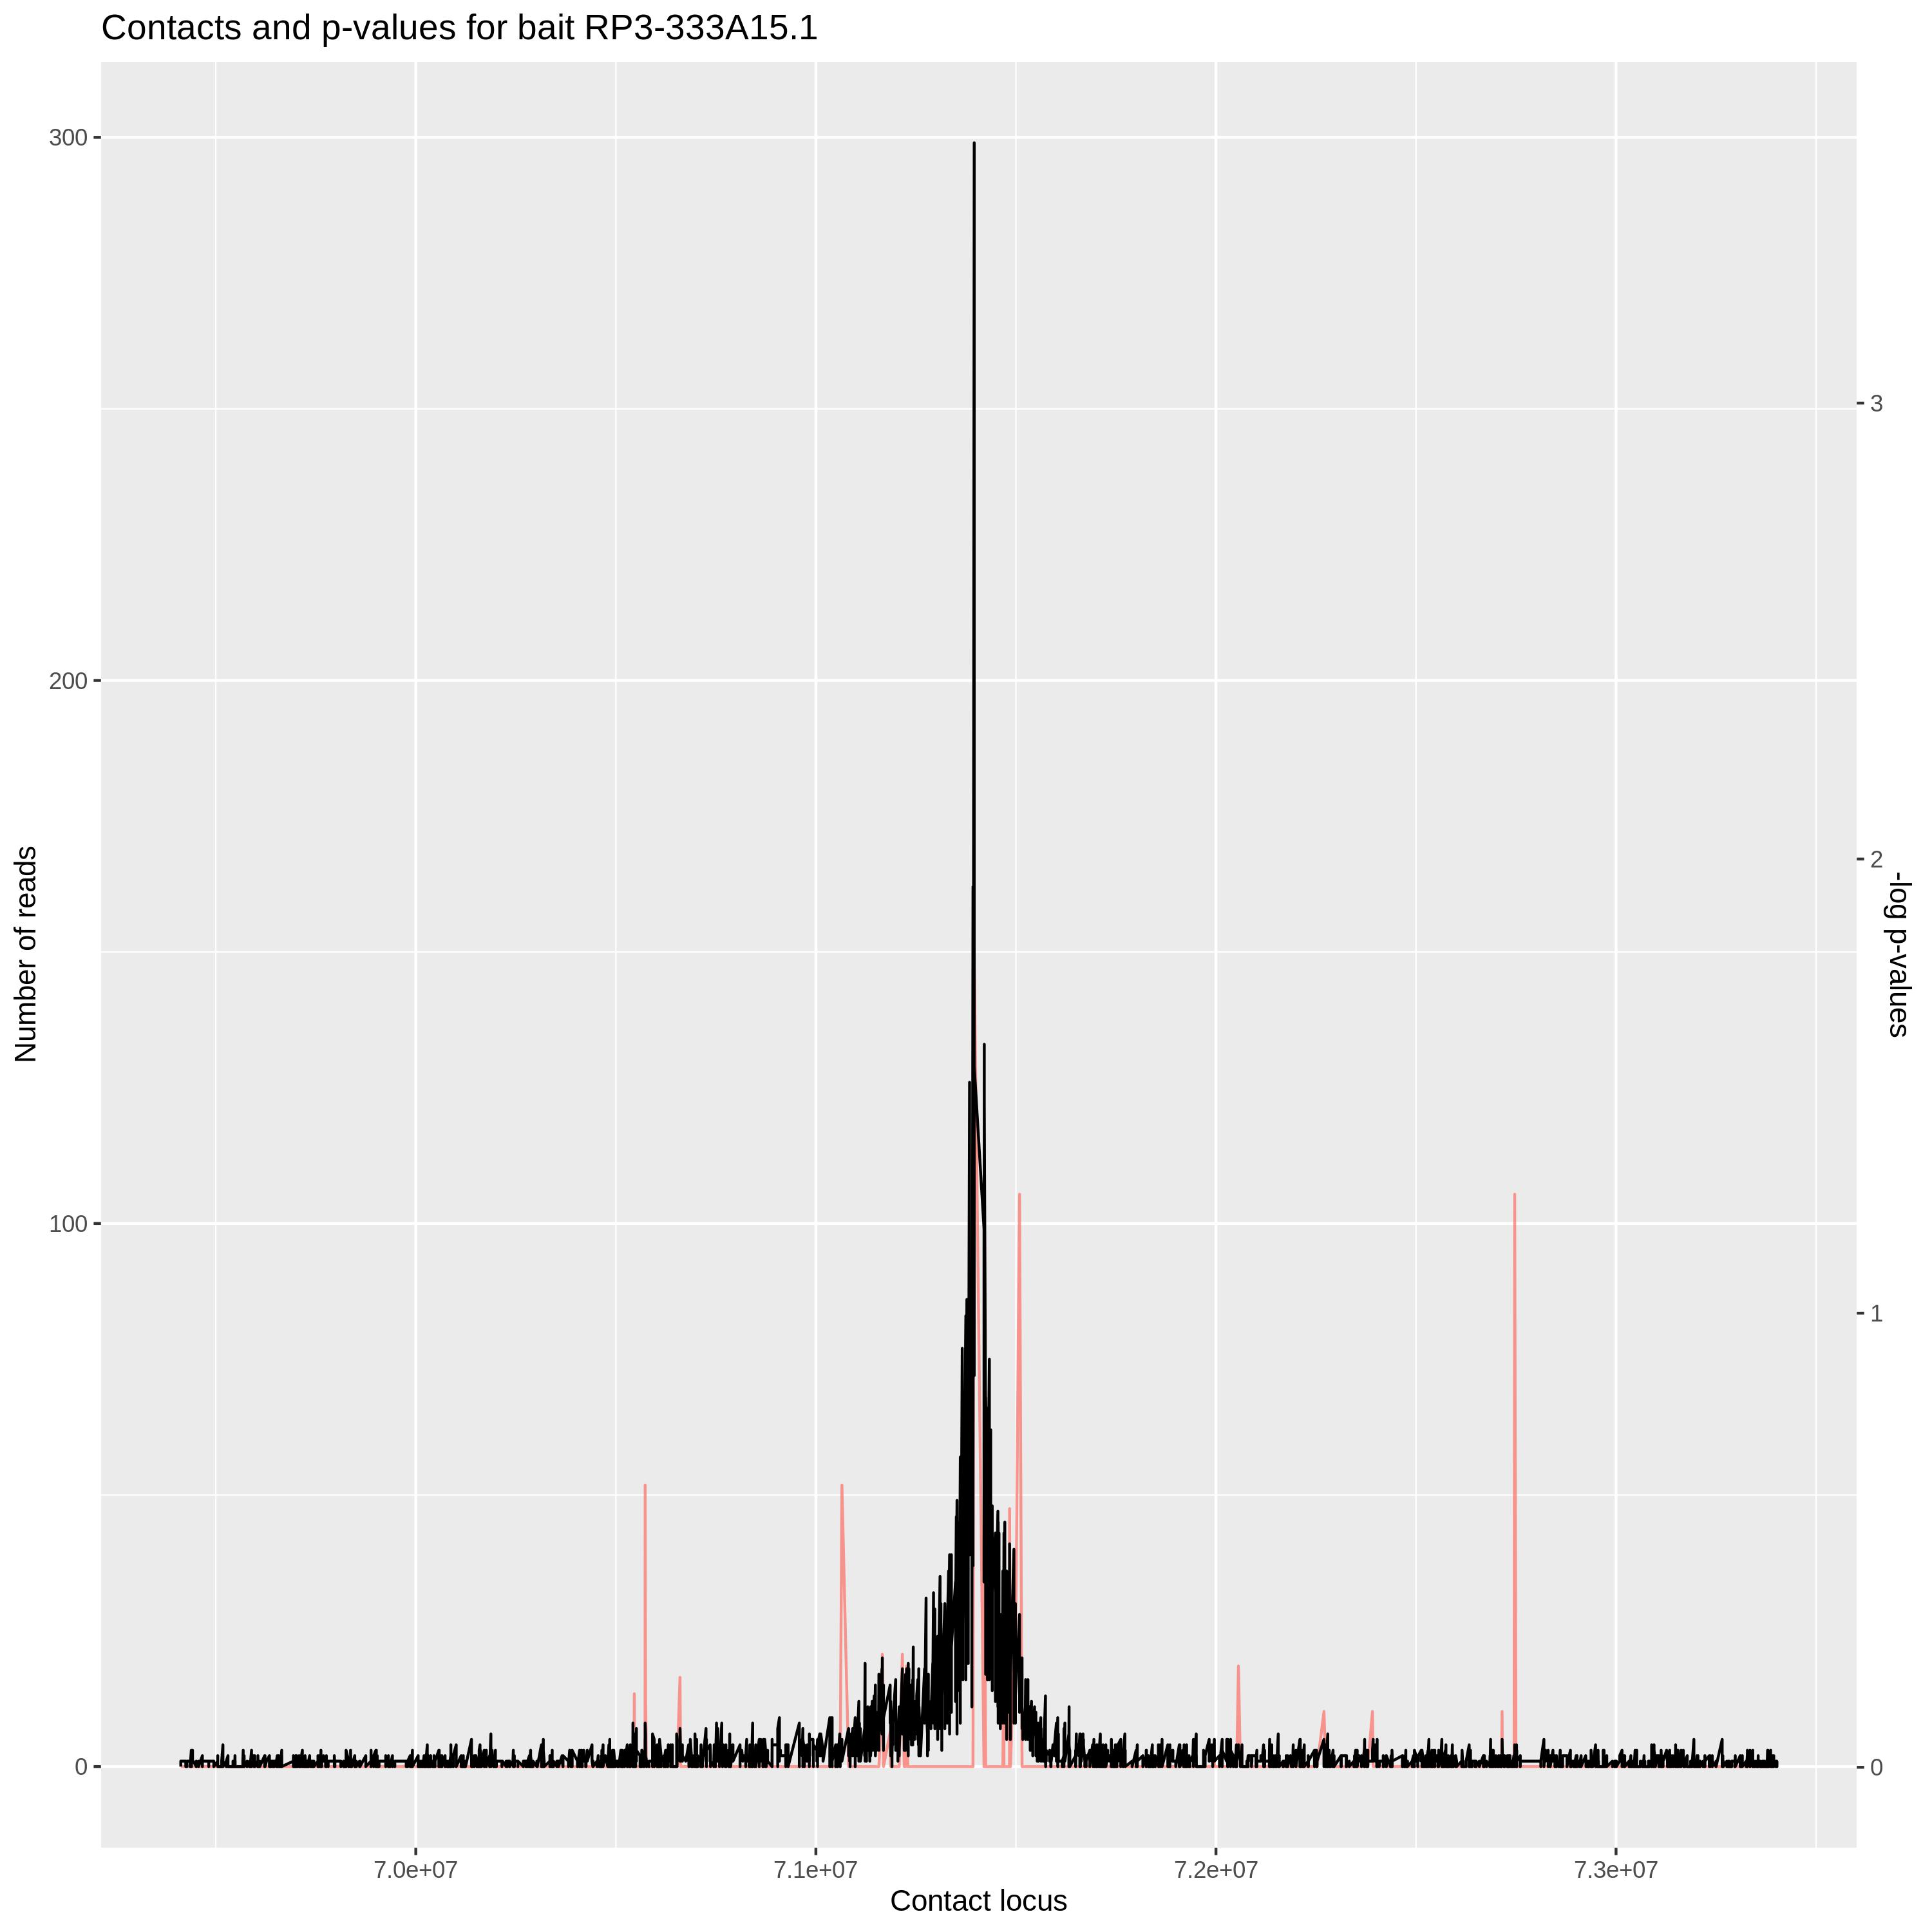 Contacts and p-values for bait RP3-333A15.1
300
200
100
0
Number of reads
3
2
1
0
-log p-values
7.0e+07 7.1e+07 7.2e+07 7.3e+07
Contact locus